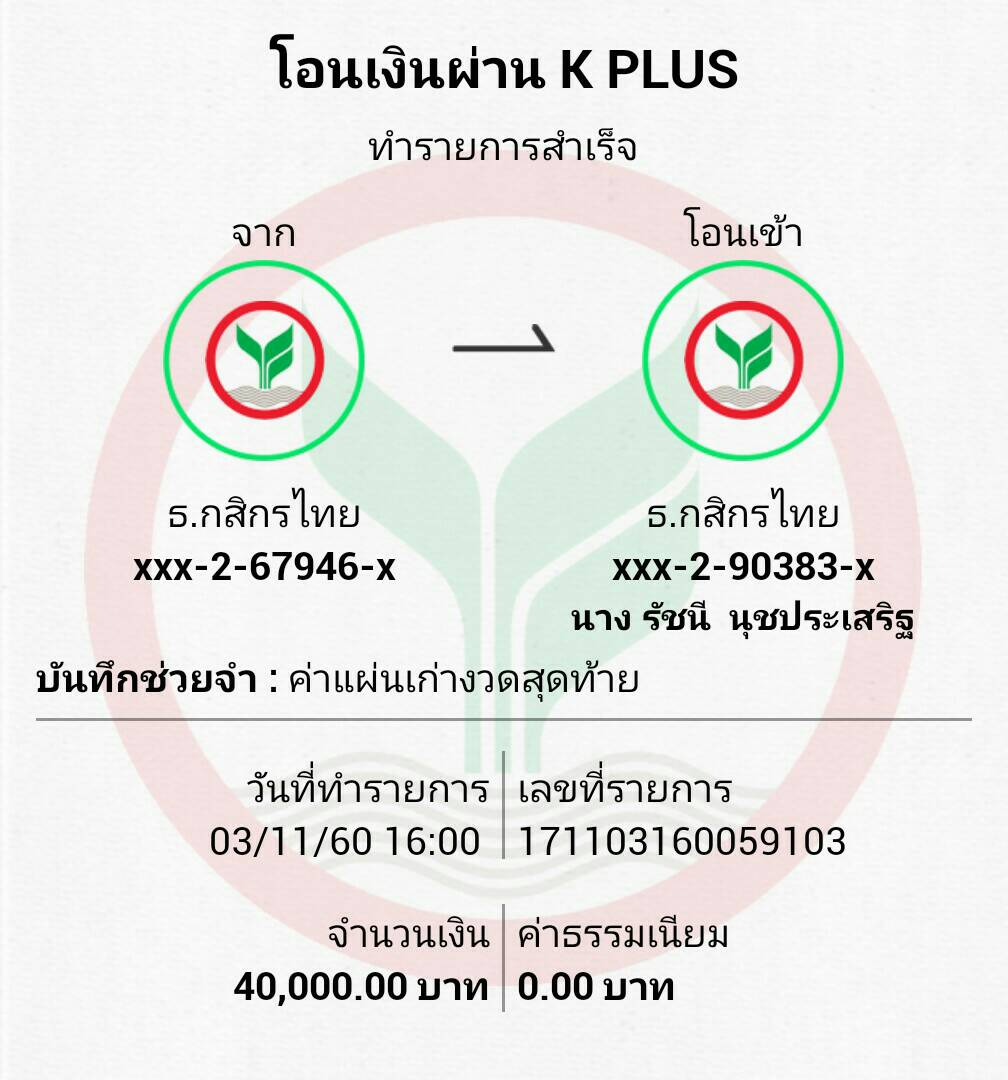 โอนเงินผ่าน K PLUS
ทำรายการสำเร็จ
จาก
โอนเข้า
ธ.กสิกรไทย
xxx-2-67946-x
ธ.กสิกรไทย
xxx-2-90383-x
นาง รัชนี นุชประเสริฐ
บันทึกช่วยจำ : ค่าแผ่นเก่างวดสุดท้าย
วันที่ทำรายการ
03/11/60 16:00
เลขที่รายการ
171103160059103
จำนวนเงิน
40,000.00 บาท
ค่าธรรมเนียม
0.00 บาท